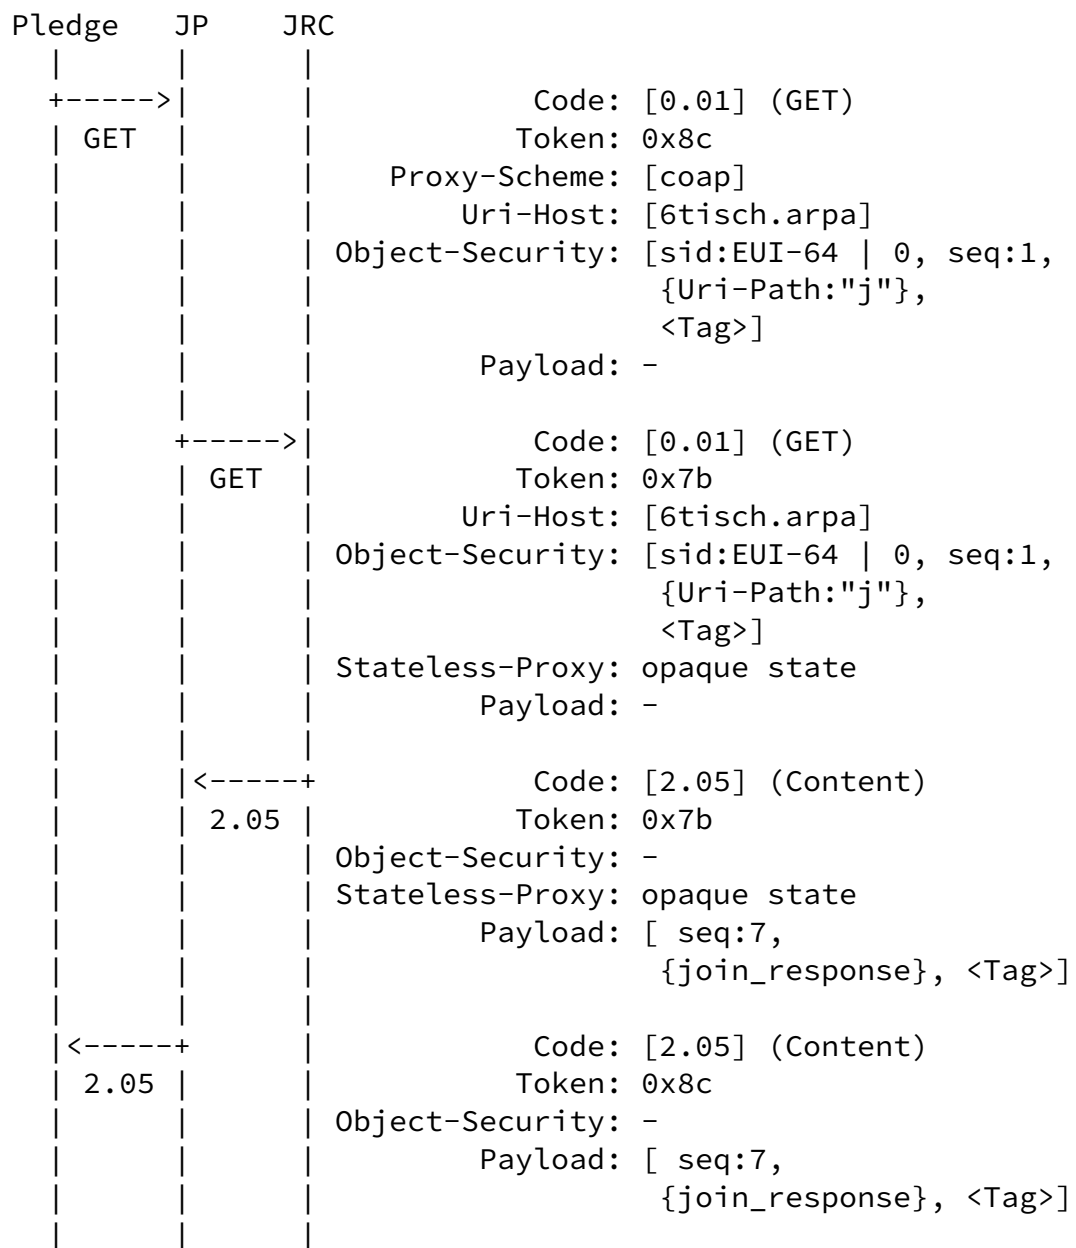 Pledge   JP    JRC
  |      |      |
  +----->|      |            Code: [0.01] (GET)
  | GET  |      |           Token: 0x8c
  |      |      |    Proxy-Scheme: [coap]
  |      |      |        Uri-Host: [6tisch.arpa]
  |      |      | Object-Security: [sid:EUI-64 | 0, seq:1,
  |      |      |                   {Uri-Path:"j"},
  |      |      |                   <Tag>]
  |      |      |         Payload: -
  |      |      |
  |      +----->|            Code: [0.01] (GET)
  |      | GET  |           Token: 0x7b
  |      |      |        Uri-Host: [6tisch.arpa]
  |      |      | Object-Security: [sid:EUI-64 | 0, seq:1,
  |      |      |                   {Uri-Path:"j"},
  |      |      |                   <Tag>]
  |      |      | Stateless-Proxy: opaque state
  |      |      |         Payload: -
  |      |      |
  |      |<-----+            Code: [2.05] (Content)
  |      | 2.05 |           Token: 0x7b
  |      |      | Object-Security: -
  |      |      | Stateless-Proxy: opaque state
  |      |      |         Payload: [ seq:7,
  |      |      |                   {join_response}, <Tag>]
  |      |      |
  |<-----+      |            Code: [2.05] (Content)
  | 2.05 |      |           Token: 0x8c
  |      |      | Object-Security: -
  |      |      |         Payload: [ seq:7,
  |      |      |                   {join_response}, <Tag>]
  |      |      |